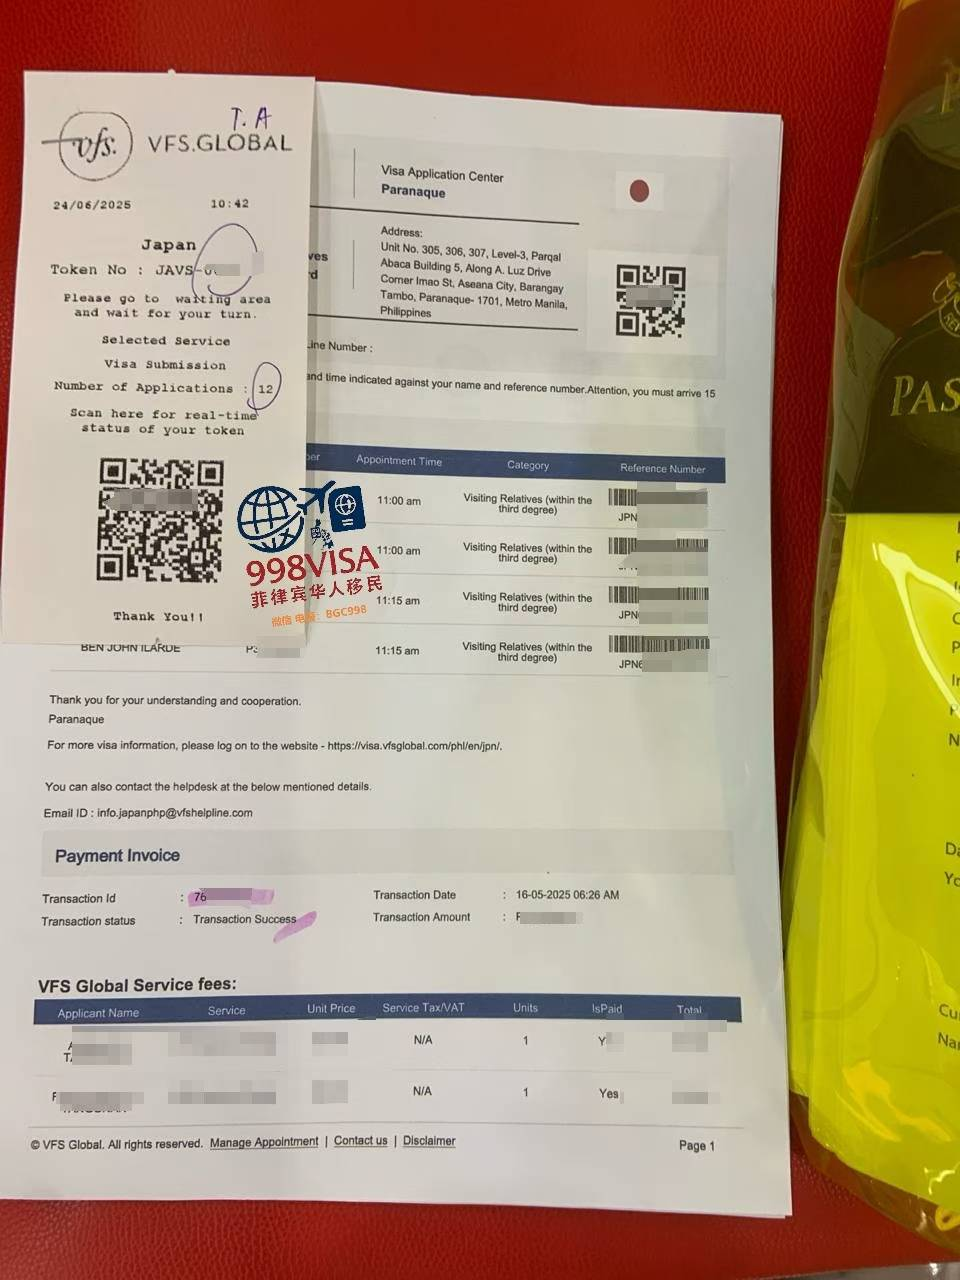 T.A
vfs. VFS.GLOBAL
24/06/2025 10:42
Japan
Token No : JAVS-
Please go to waiting area
and wait for your turn.
Selected Service
Visa Submission
Number of Applications : 12
Scan here for real-time
status of your token
Thank You!!
Visa Application Center
Paranaque
Address:
Unit No. 305, 306, 307, Level-3, Parqal
Abaca Building 5, Along A. Luz Drive
Corner Imao St, Aseana City, Barangay
Tambo, Paranaque- 1701, Metro Manila,
Philippines
Line Number :
and time indicated against your name and reference number.Attention, you must arrive 15
Appointment Time Category Reference Number
11:00 am Visiting Relatives (within the
third degree)
JPN
11:00 am Visiting Relatives (within the
third degree)
11:15 am Visiting Relatives (within the
third degree)
JPN
BEN JOHN ILARDE 11:15 am Visiting Relatives (within the
third degree)
998VISA
菲律宾华人移民
BGC998
Thank you for your understanding and cooperation.
Paranaque
For more visa information, please log on to the website - https://visa.vfsglobal.com/phl/en/jpn/.
You can also contact the helpdesk at the below mentioned details.
Email ID : info.japanphp@vfshelpline.com
Payment Invoice
Transaction Id : 76 Transaction Date : 16-05-2025 06:26 AM
Transaction status : Transaction Success Transaction Amount :
VFS Global Service fees:
Applicant Name Service Unit Price Service Tax/VAT Units IsPaid Total
N/A 1
N/A 1 Yes
© VFS Global. All rights reserved. Manage Appointment | Contact us | Disclaimer
Page 1
PAS